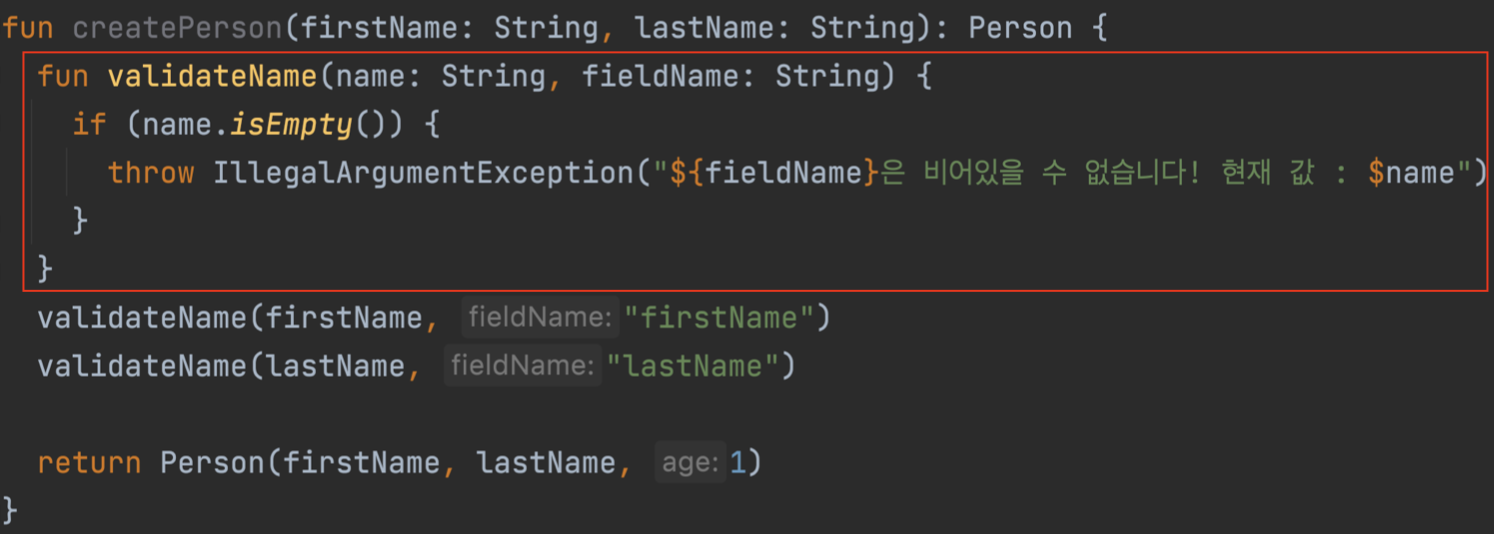 fun createPerson(firstName: String, lastName: String): Person {
fun validateName(name: String, fieldName: String) {
if (name.isEmpty()) {
throw IllegalArgumentException("${fieldName}은 비어있을 수 없습니다! 현재 값 : $name")
}
}
validateName(firstName, fieldName: "firstName")
validateName(lastName, fieldName: "lastName")
return Person(firstName, lastName, age: 1)
}